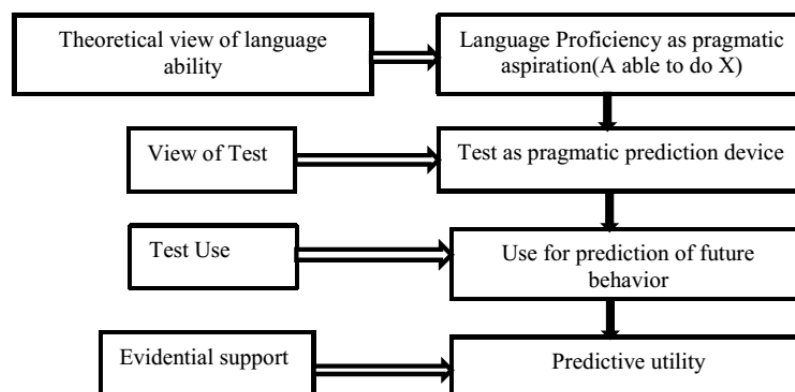 Theoretical view of language
ability
Language Proficiency as pragmatic
aspiration(A able to do X)
View of Test
Test as pragmatic prediction device
Test Use
Use for prediction of future
behavior
Evidential support
Predictive utility